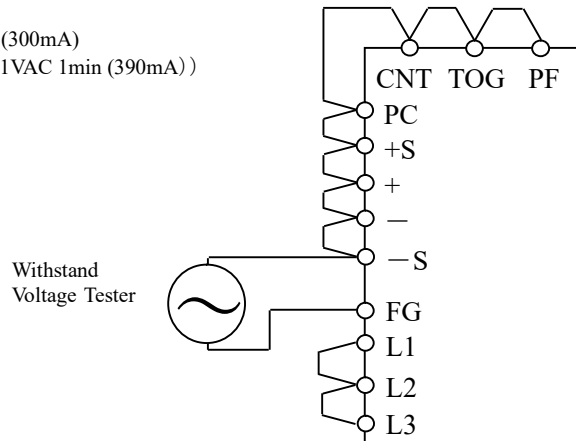 (300mA)
1VAC 1min (390mA)）
CNT TOG PF
PC
+S
+
－
－S
Withstand
Voltage Tester
FG
L1
L2
L3